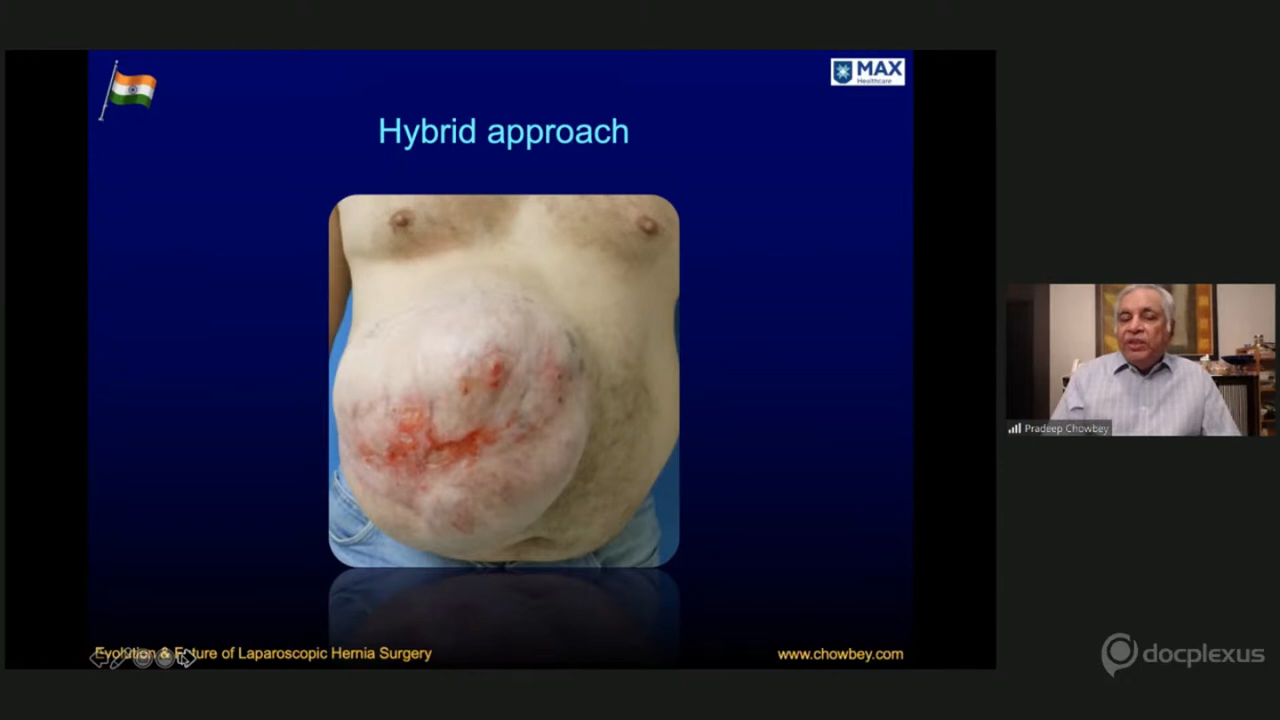 MAX
Healthcare
Hybrid approach
Pradeep Chowbey
Evolution & Future of Laparoscopic Hernia Surgery
www.chowbey.com
docplexus